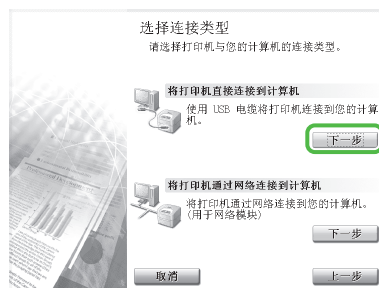 选择连接类型
请选择打印机与您的计算机的连接类型。
将打印机直接连接到计算机
使用 USB 电缆将打印机连接到您的计算
机。
下一步
将打印机通过网络连接到计算机
将打印机通过网络连接到您的计算机。
(用于网络模块)
下一步
取消
上一步